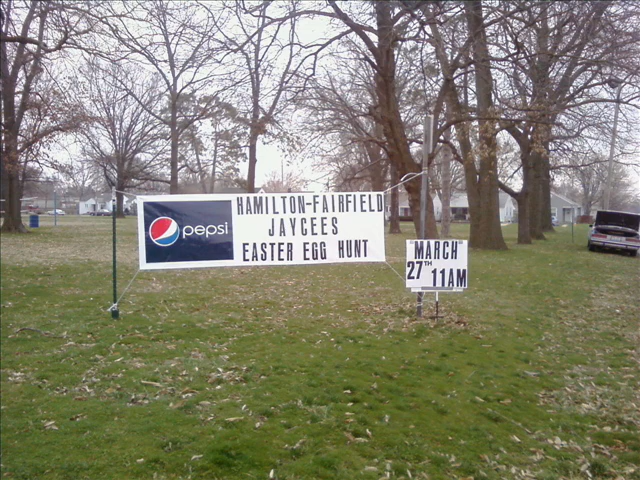 pepsi
HAMILTON-FAIRFIELD
JAYCEES
EASTER EGG HUNT
MARCH
27TH 11AM